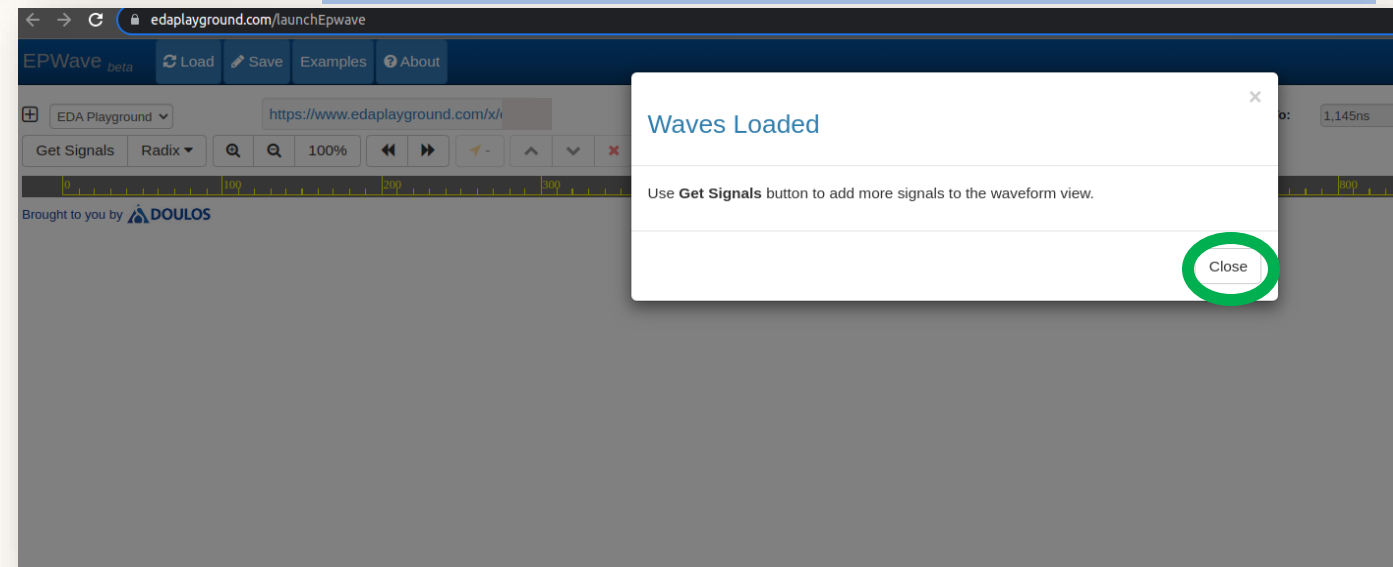 edaplayground.com/launchEpwave
EPWave beta Load Save Examples About
EDA Playground https://www.edaplayground.com/x/ 1,145ns
Get Signals Radix 100% -
0 100 200 300 800
Brought to you by DOULOS
×
Waves Loaded
Use Get Signals button to add more signals to the waveform view.
Close